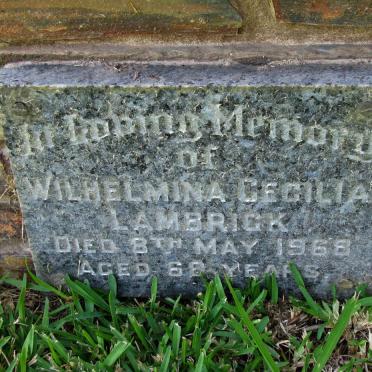 In Loving Memory
of
WILHELMINA CECILIA
LAMBRICK
DIED 8TH MAY 1968
AGED 68 YEARS